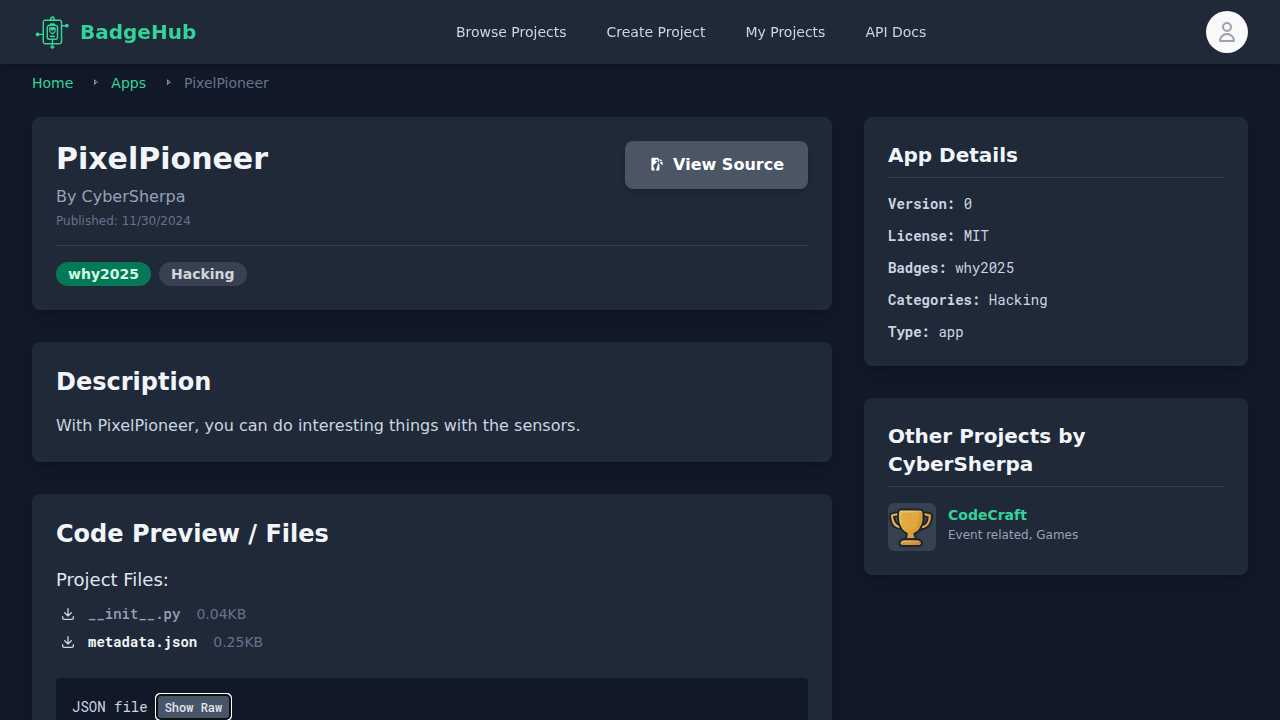 BadgeHub
Browse Projects
Create Project
My Projects
API Docs
Home
Apps
PixelPioneer
PixelPioneer
View Source
By CyberSherpa
Published: 11/30/2024
why2025
Hacking
Description
With PixelPioneer, you can do interesting things with the sensors.
Code Preview / Files
Project Files:
__init__.py 0.04KB
metadata.json 0.25KB
JSON file Show Raw
App Details
Version: 0
License: MIT
Badges: why2025
Categories: Hacking
Type: app
Other Projects by
CyberSherpa
CodeCraft
Event related, Games